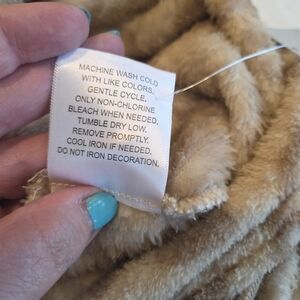 MACHINE WASH COLD
WITH LIKE COLORS,
GENTLE CYCLE,
ONLY NON-CHLORINE
BLEACH WHEN NEEDED,
TUMBLE DRY LOW.
REMOVE PROMPTLY.
COOL IRON IF NEEDED.
DO NOT IRON DECORATION.